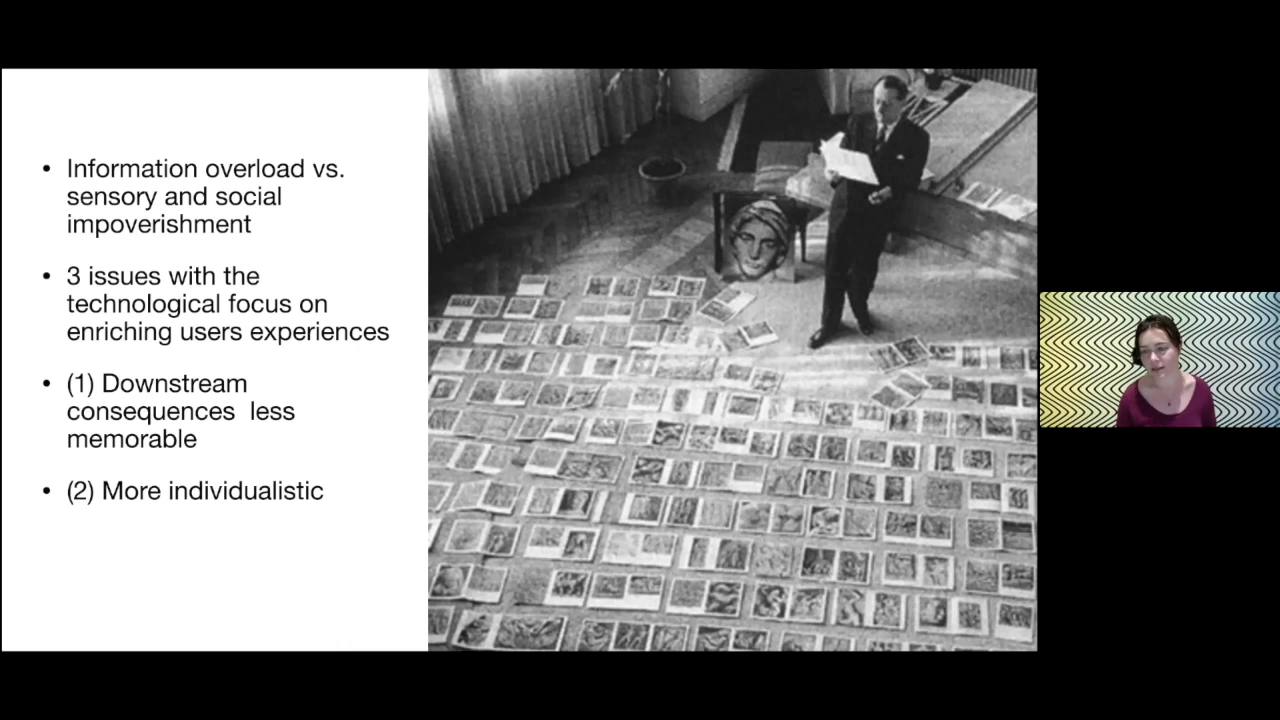 • Information overload vs.
sensory and social
impoverishment
• 3 issues with the
technological focus on
enriching users experiences
• (1) Downstream
consequences  less
memorable
• (2) More individualistic